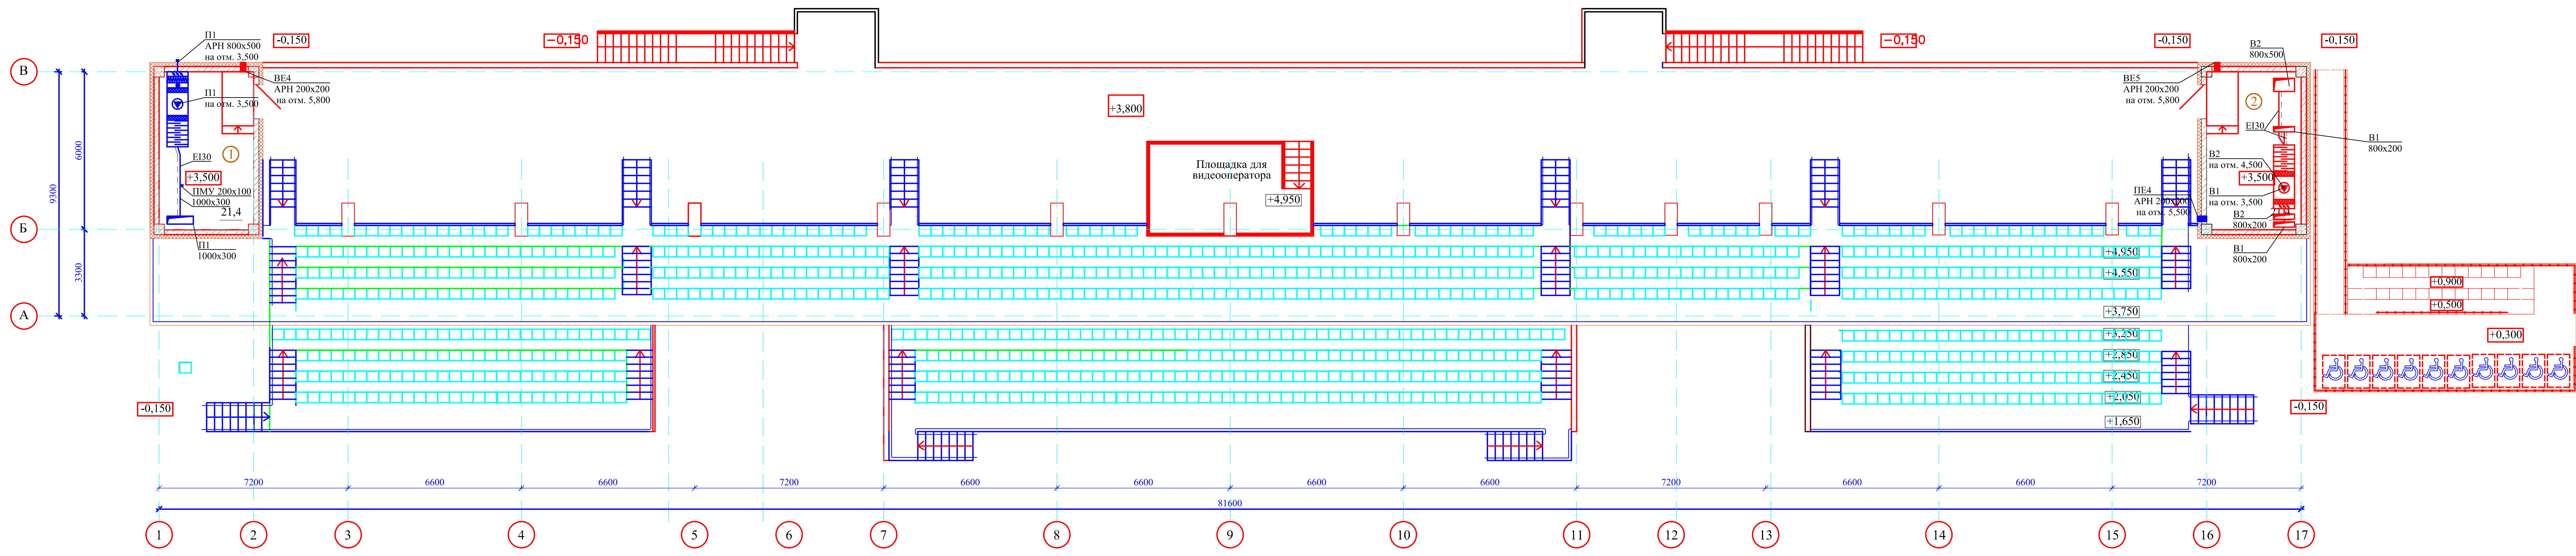 П1
АРН 800х500
на отм. 3,500
-0,150
-0,150
-0,150
-0,150
-0,150
В2
800х500
В
ВЕ4
АРН 200х200
на отм. 5,800
П1
на отм. 3,500
+3,800
ВЕ5
АРН 200х200
на отм. 5,800
2
EI30
В1
800х200
1
EI30
+3,500
ПМУ 200х100
1000х300
21,4
П1
1000х300
Площадка для
видеооператора
+4,950
В2
на отм. 4,500
+3,500
В1
на отм. 3,500
ПЕ4
АРН 200х200
на отм. 5,500
В2
800х200
В1
800х200
6000
9300
3300
Б
А
+4,950
+4,550
+3,750
+3,250
+2,850
+2,450
+2,050
+1,650
+0,900
+0,500
+0,300
-0,150
-0,150
7200
6600
6600
7200
6600
6600
6600
6600
7200
6600
6600
7200
81600
1
2
3
4
5
6
7
8
9
10
11
12
13
14
15
16
17